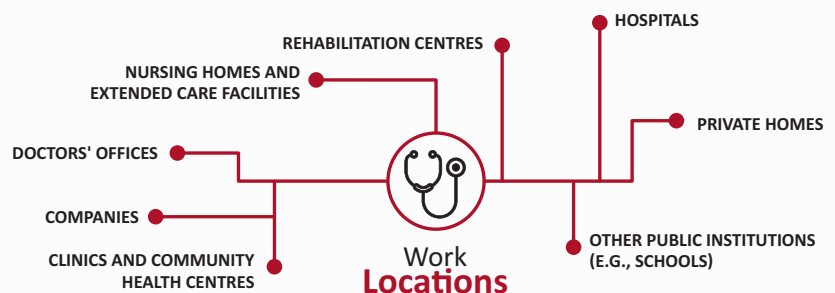 HOSPITALS
REHABILITATION CENTRES
NURSING HOMES AND
EXTENDED CARE FACILITIES
PRIVATE HOMES
DOCTORS' OFFICES
COMPANIES
OTHER PUBLIC INSTITUTIONS
(E.G., SCHOOLS)
CLINICS AND COMMUNITY
HEALTH CENTRES
Work
Locations